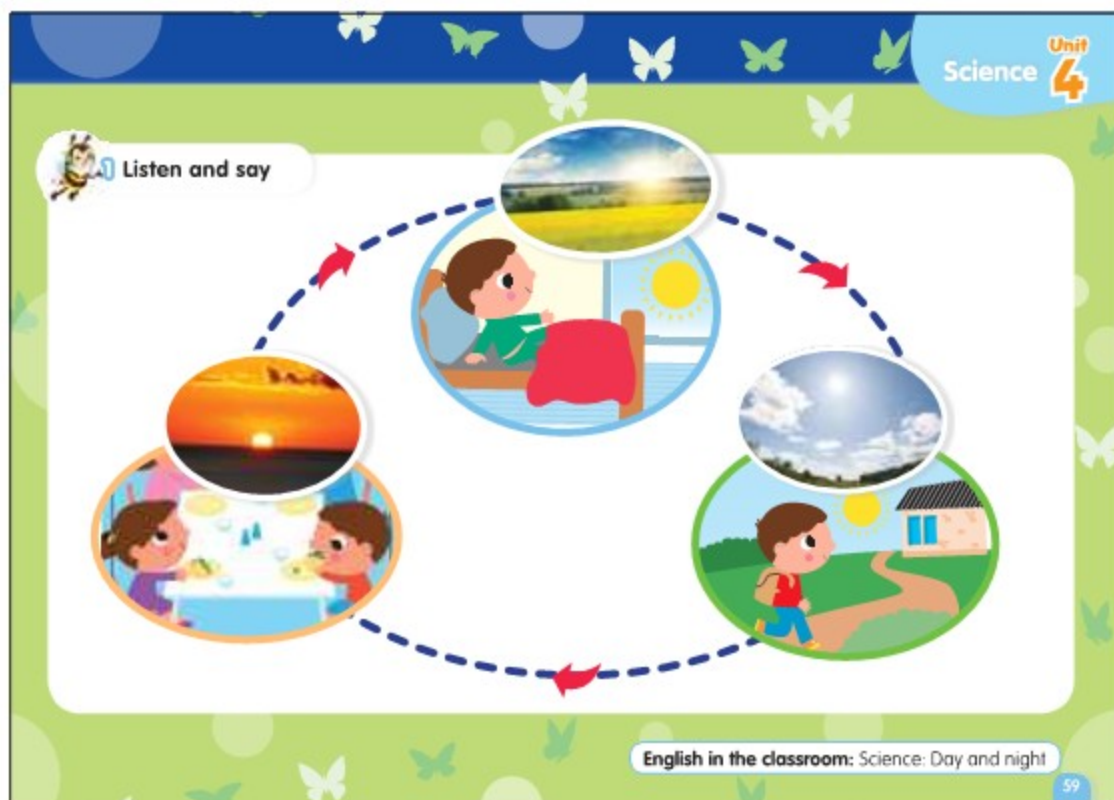 Unit
Science 4
1 Listen and say
English in the classroom: Science: Day and night
59